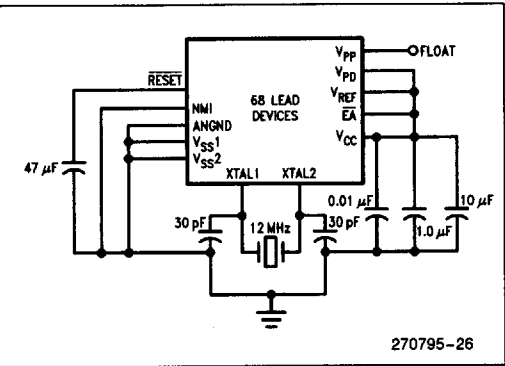 V_PP FLOAT
RESET V_PD
68 LEAD DEVICES
V_REF
NMI
EA
ANGND
V_SS1 V_CC
V_SS2
XTAL1 XTAL2
47 μF
0.01 μF 10 μF
30 pF 12 MHz 30 pF
1.0 μF
270795-26